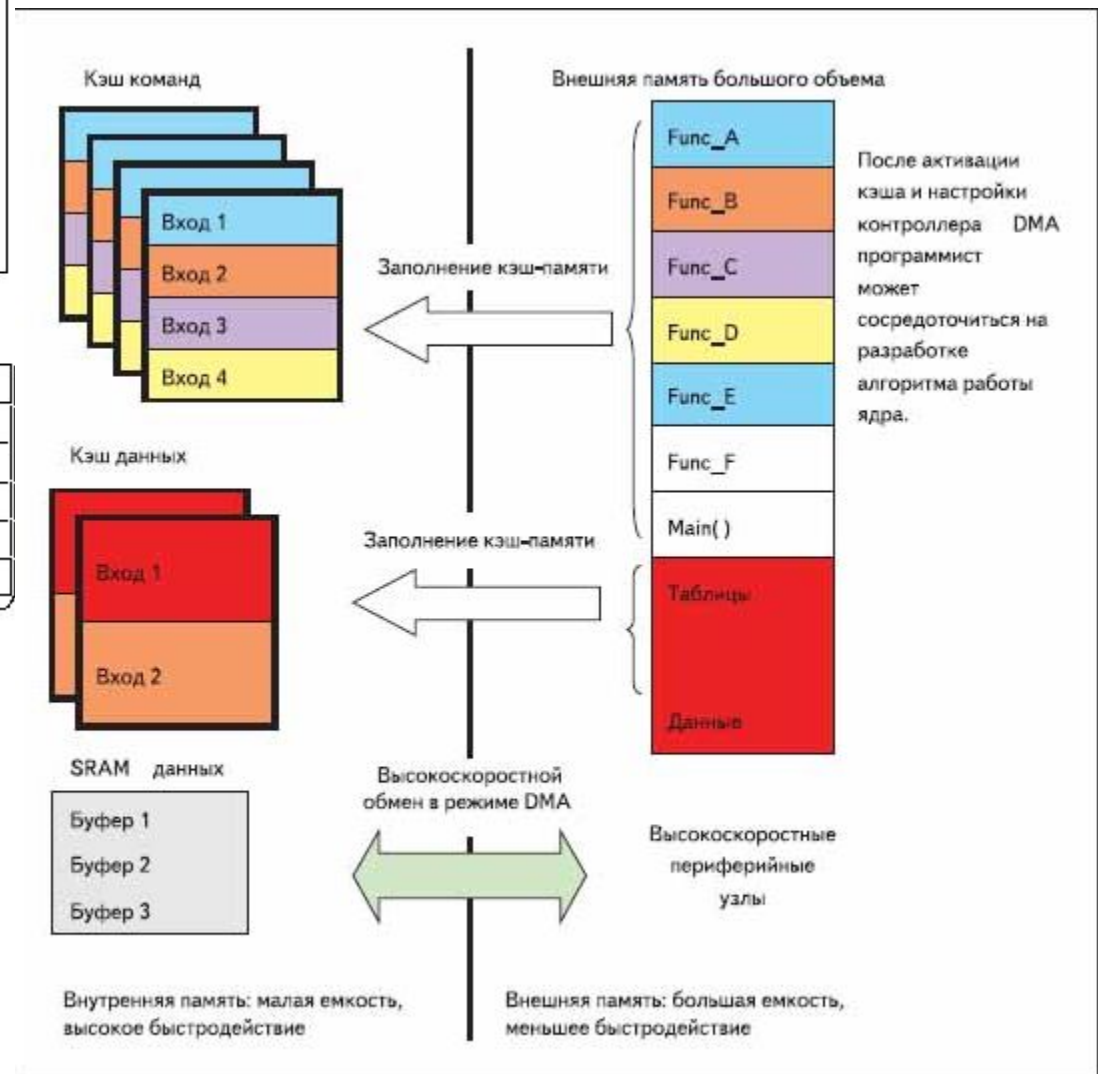 Кэш команд
Вход 1
Вход 2
Вход 3
Вход 4
Заполнение кэш-памяти
Внешняя память большого объема
Func_A
Func_B
Func_C
Func_D
Func_E
Func_F
Main( )
Таблицы
Данные
После активации
кэша и настройки
контроллера DMA
программист
может
сосредоточиться на
разработке
алгоритма работы
ядра.
Кэш данных
Вход 1
Вход 2
Заполнение кэш-памяти
SRAM данных
Буфер 1
Буфер 2
Буфер 3
Высокоскоростной
обмен в режиме DMA
Высокоскоростные
периферийные
узлы
Внутренняя память: малая емкость,
высокое быстродействие
Внешняя память: большая емкость,
меньшее быстродействие